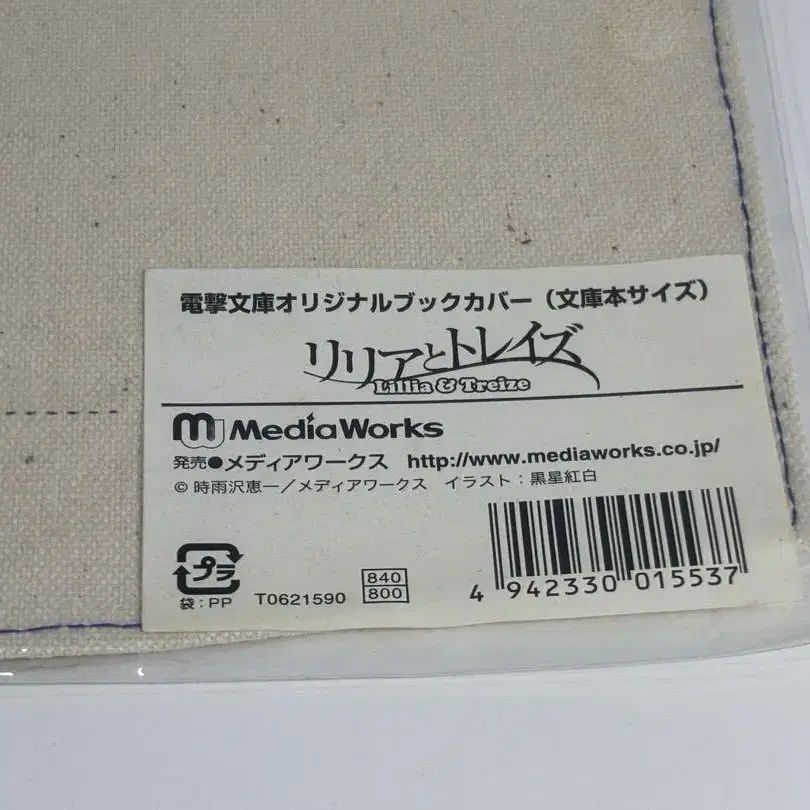 電撃文庫オリジナルブックカバー（文庫本サイズ）
リリアとトレイズ
Lillia & Treize
MediaWorks
発売●メディアワークス http://www.mediaworks.co.jp/
© 時雨沢恵一／メディアワークス イラスト：黒星紅白
プラ
袋：PP T0621590
840
800
4 942330 015537